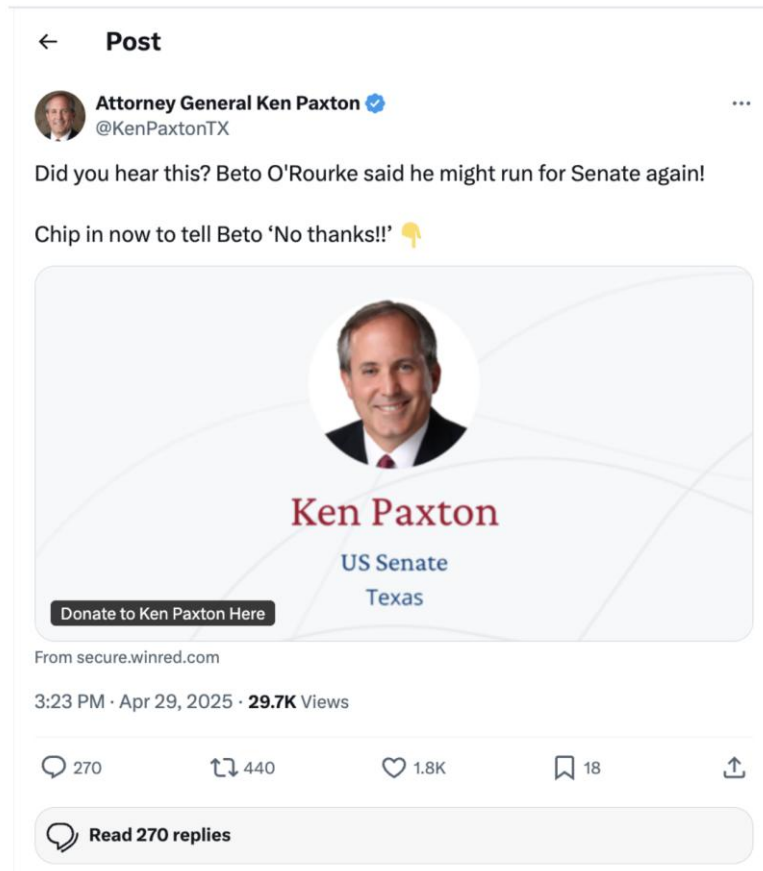 Post
Attorney General Ken Paxton
@KenPaxtonTX
Did you hear this? Beto O'Rourke said he might run for Senate again!
Chip in now to tell Beto ‘No thanks!!’ 👇
Ken Paxton
US Senate
Texas
Donate to Ken Paxton Here
From secure.winred.com
3:23 PM · Apr 29, 2025 · 29.7K Views
270 440 1.8K 18
Read 270 replies